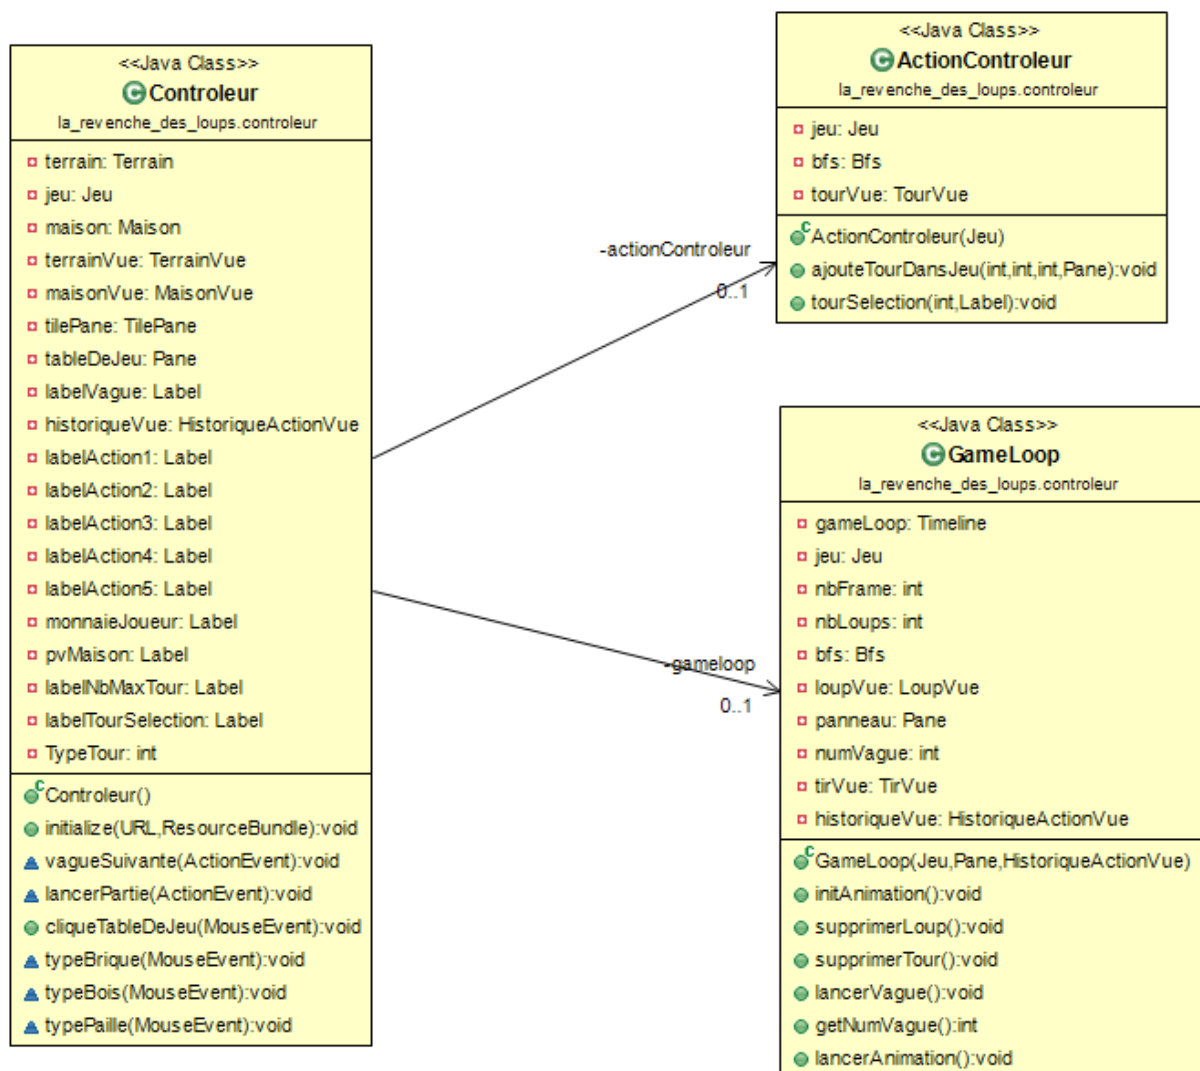 <<Java Class>>
Controleur
la_revenche_des_loups.controleur
terrain: Terrain
jeu: Jeu
maison: Maison
terrainVue: TerrainVue
maisonVue: MaisonVue
tilePane: TilePane
tableDeJeu: Pane
labelVague: Label
historiqueVue: HistoriqueActionVue
labelAction1: Label
labelAction2: Label
labelAction3: Label
labelAction4: Label
labelAction5: Label
monnaieJoueur: Label
pvMaison: Label
labelNbMaxTour: Label
labelTourSelection: Label
TypeTour: int
Controleur()
initialize(URL,ResourceBundle):void
vagueSuivante(ActionEvent):void
lancerPartie(ActionEvent):void
cliqueTableDeJeu(MouseEvent):void
typeBrique(MouseEvent):void
typeBois(MouseEvent):void
typePaille(MouseEvent):void
-actionControleur
0..1
-gameloop
0..1
<<Java Class>>
ActionControleur
la_revenche_des_loups.controleur
jeu: Jeu
bfs: Bfs
tourVue: TourVue
ActionControleur(Jeu)
ajouteTourDansJeu(int,int,int,Pane):void
tourSelection(int,Label):void
<<Java Class>>
GameLoop
la_revenche_des_loups.controleur
gameLoop: Timeline
jeu: Jeu
nbFrame: int
nbLoups: int
bfs: Bfs
loupVue: LoupVue
panneau: Pane
numVague: int
tirVue: TirVue
historiqueVue: HistoriqueActionVue
GameLoop(Jeu,Pane,HistoriqueActionVue)
initAnimation():void
supprimerLoup():void
supprimerTour():void
lancerVague():void
getNumVague():int
lancerAnimation():void